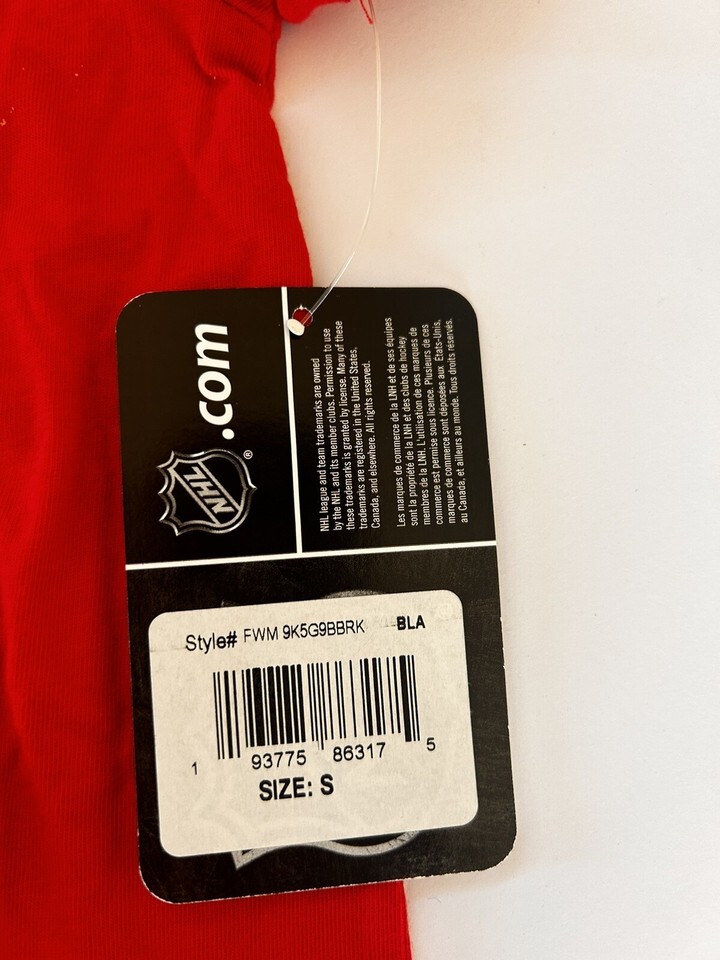 NHL ® .com
NHL league and team trademarks are owned
by the NHL and its member clubs. Permission to use
these trademarks is granted by license. Many of these
trademarks are registered in the United States,
Canada, and elsewhere. All rights reserved.
Les marques de commerce de la LNH et de ses équipes
sont la propriété de la LNH et des clubs de hockey
membres de la LNH. L'utilisation de ces marques de
commerce est permise sous licence. Plusieurs de ces
marques de commerce sont déposées aux États-Unis,
au Canada, et ailleurs au monde. Tous droits réservés.
Style# FWM 9K5G9BBRK BLA
1 93775 86317 5
SIZE: S